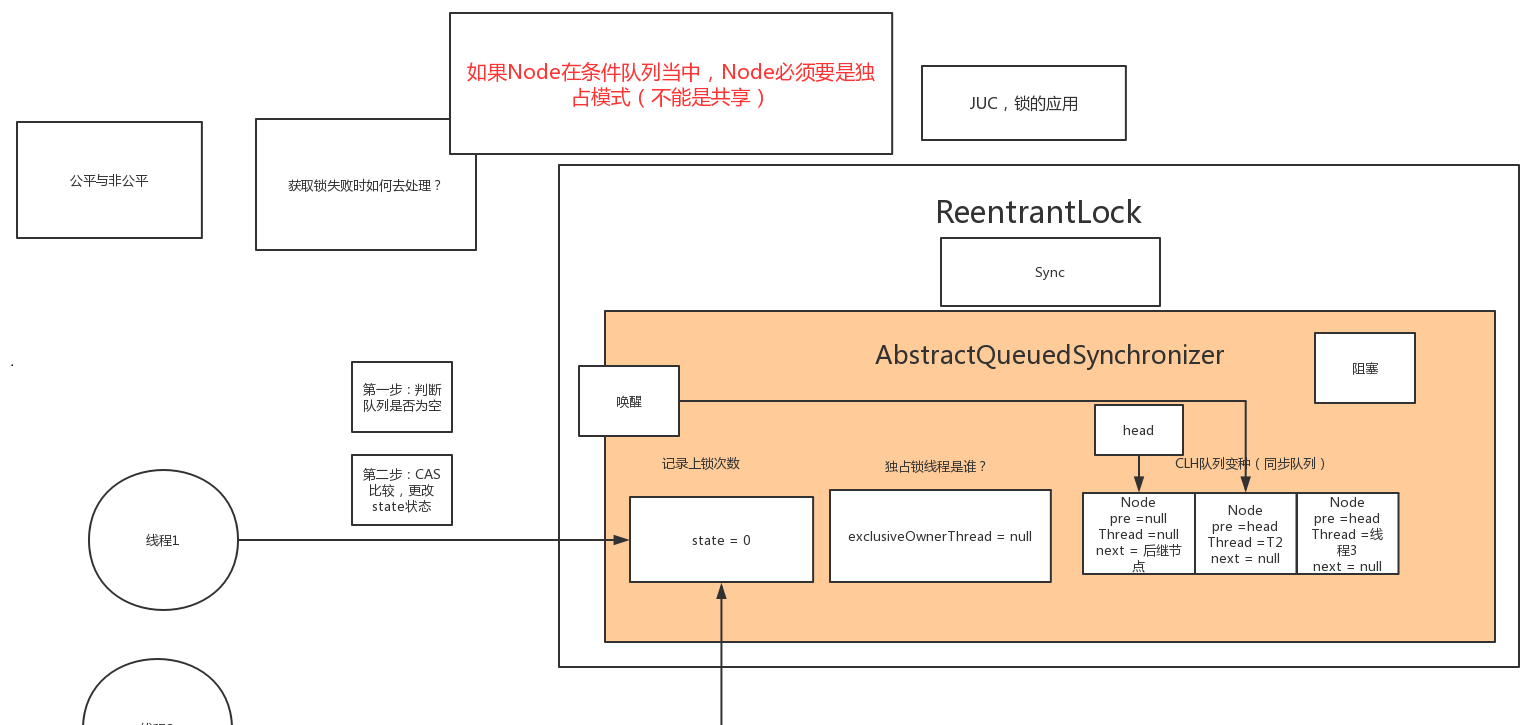 如果Node在条件队列当中，Node必须要是独
占模式（不能是共享）
JUC，锁的应用
公平与非公平
获取锁失败时如何去处理？
ReentrantLock
Sync
AbstractQueuedSynchronizer
阻塞
第一步：判断
队列是否为空
唤醒
head
记录上锁次数
独占锁线程是谁？
CLH队列变种（同步队列）
第二步：CAS
比较，更改
state状态
线程1
state = 0
exclusiveOwnerThread = null
Node
pre =null
Thread =null
next = 后继节
点
Node
pre =head
Thread =T2
next = null
Node
pre =head
Thread =线
程3
next = null